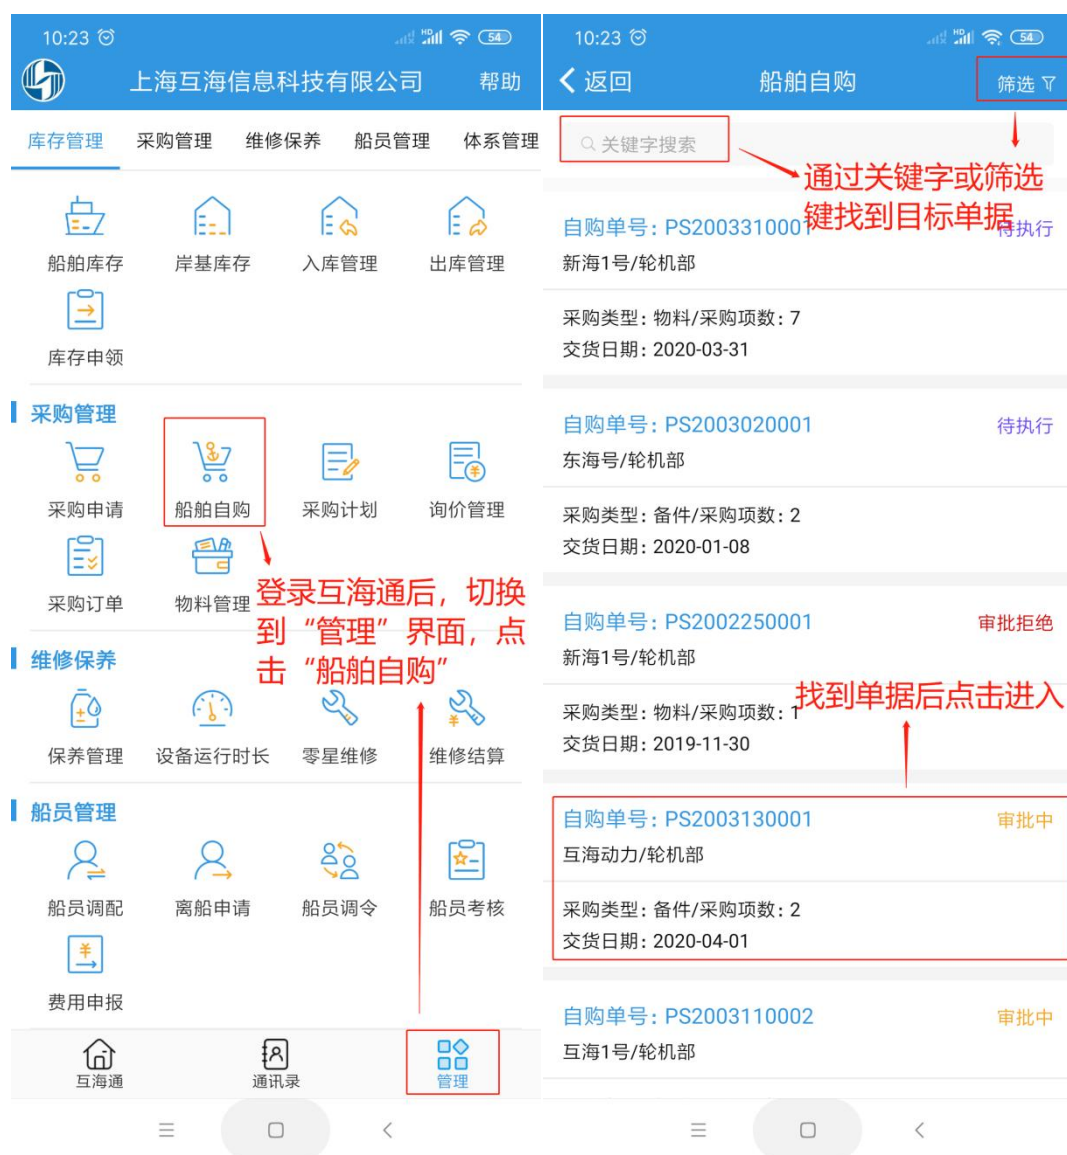 10:23
HD
54
上海互海信息科技有限公司
帮助
库存管理 采购管理 维修保养 船员管理 体系管理
船舶库存 岸基库存 入库管理 出库管理
库存申领
采购管理
采购申请 船舶自购 采购计划 询价管理
采购订单 物料管理
登录互海通后，切换
到“管理”界面，点
击“船舶自购”
维修保养
保养管理 设备运行时长 零星维修 维修结算
船员管理
船员调配 离船申请 船员调令 船员考核
费用申报
互海通 通讯录 管理
10:23
HD
54
返回 船舶自购 筛选
关键字搜索
通过关键字或筛选
键找到目标单据
自购单号: PS2003310001 待执行
新海1号/轮机部
采购类型: 物料/采购项数: 7
交货日期: 2020-03-31
自购单号: PS2003020001 待执行
东海号/轮机部
采购类型: 备件/采购项数: 2
交货日期: 2020-01-08
自购单号: PS2002250001 审批拒绝
新海1号/轮机部
找到单据后点击进入
采购类型: 物料/采购项数: 1
交货日期: 2019-11-30
自购单号: PS2003130001 审批中
互海动力/轮机部
采购类型: 备件/采购项数: 2
交货日期: 2020-04-01
自购单号: PS2003110002 审批中
互海1号/轮机部